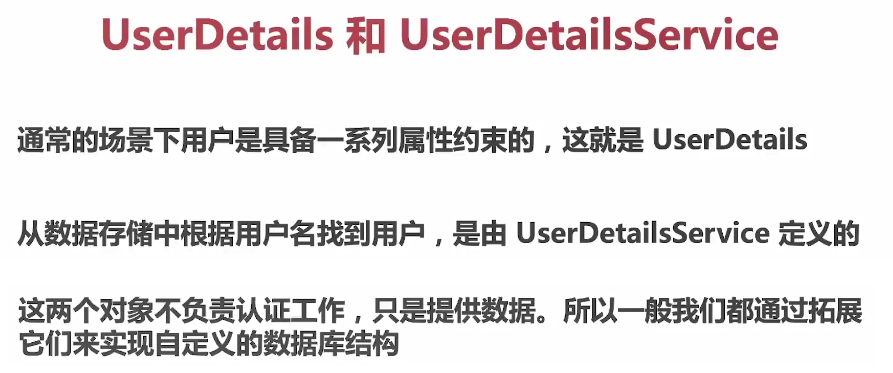 UserDetails 和 UserDetailsService
通常的场景下用户是具备一系列属性约束的，这就是 UserDetails
从数据存储中根据用户名找到用户，是由 UserDetailsService 定义的
这两个对象不负责认证工作，只是提供数据。所以一般我们都通过拓展
它们来实现自定义的数据库结构